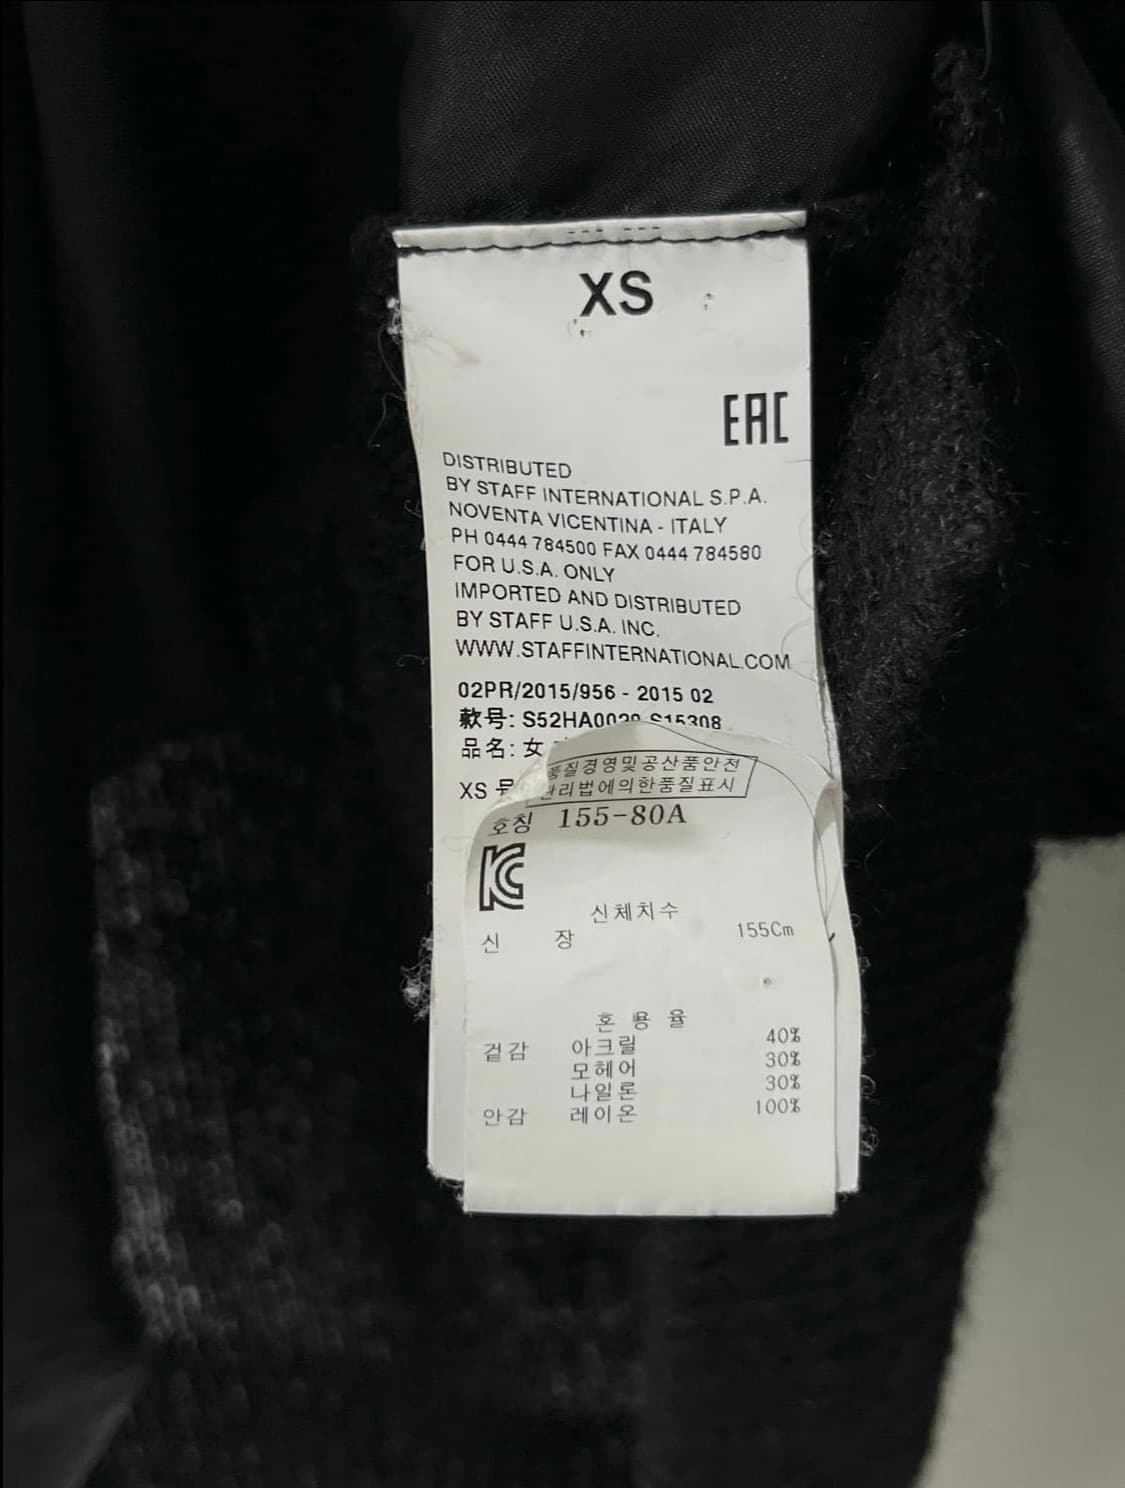 XS
EAC
DISTRIBUTED
BY STAFF INTERNATIONAL S.P.A.
NOVENTA VICENTINA - ITALY
PH 0444 784500 FAX 0444 784580
FOR U.S.A. ONLY
IMPORTED AND DISTRIBUTED
BY STAFF U.S.A. INC.
WWW.STAFFINTERNATIONAL.COM
02PR/2015/956 - 2015 02
款号: S15308
品名: 女
XS 号
품질경영및공산품안전
관리법에의한품질표시
호칭 155-80A
KC
신체치수
신 장 155Cm
혼 용 율
겉감 아크릴 40%
모헤어 30%
나일론 30%
안감 레이온 100%